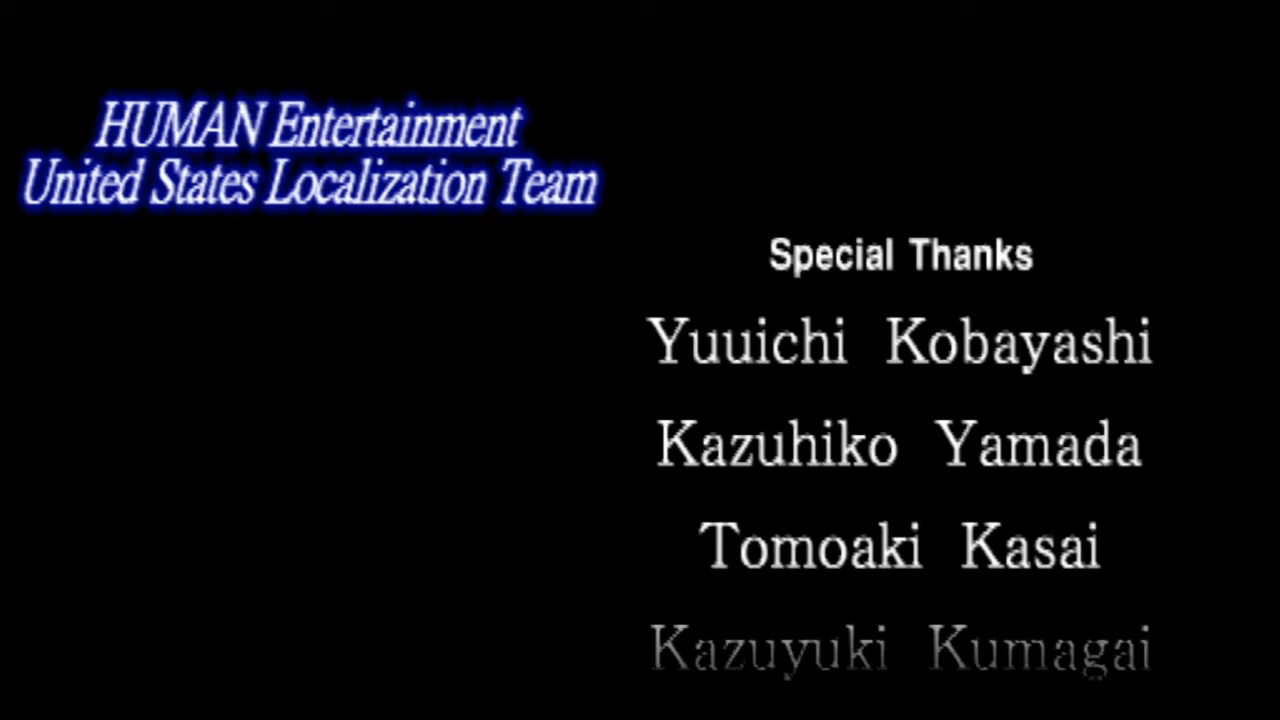 HUMAN Entertainment
United States Localization Team
Special Thanks
Yuuichi Kobayashi
Kazuhiko Yamada
Tomoaki Kasai
Kazuyuki Kumagai